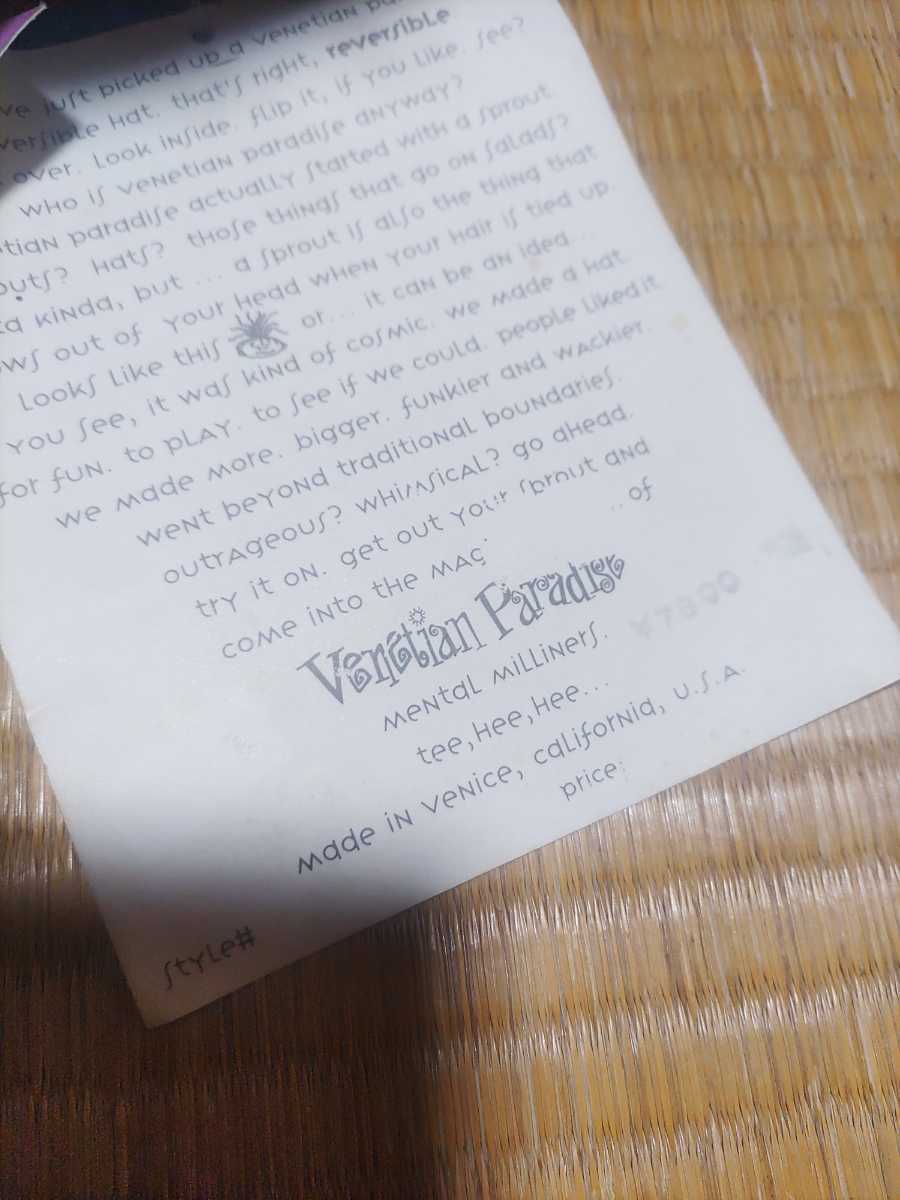 just picked up a venetian
hat. that's right, reversible
over. look inside. flip it, if you like. see?
who is venetian paradise anyway?
paradise actually started with a sprout
hats? those things that go on salads?
kinda, but ... a sprout is also the thing that
out of your head when your hair is tied up.
looks like this or... it can be an idea...
you see, it was kind of cosmic. we made a hat.
for fun. to play. to see if we could. people liked it.
we made more. bigger. funkier and wackier.
went beyond traditional boundaries.
outrageous? whimsical? go ahead.
try it on. get out your sprout and
come into the of
Venetian Paradise
mental milliners.
¥7800
tee, hee, hee...
made in venice, california, u.s.a.
price:
style#